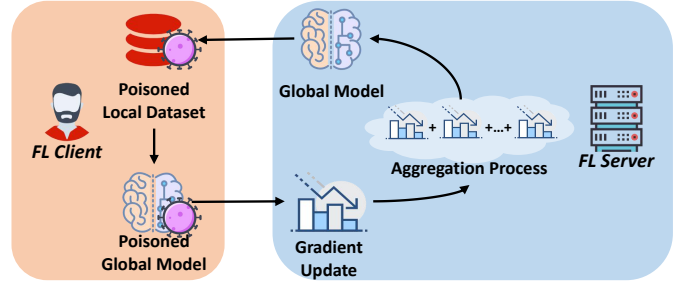 Poisoned
Local Dataset
FL Client
Poisoned
Global Model
Global Model
+ + ...+
Aggregation Process
FL Server
Gradient
Update